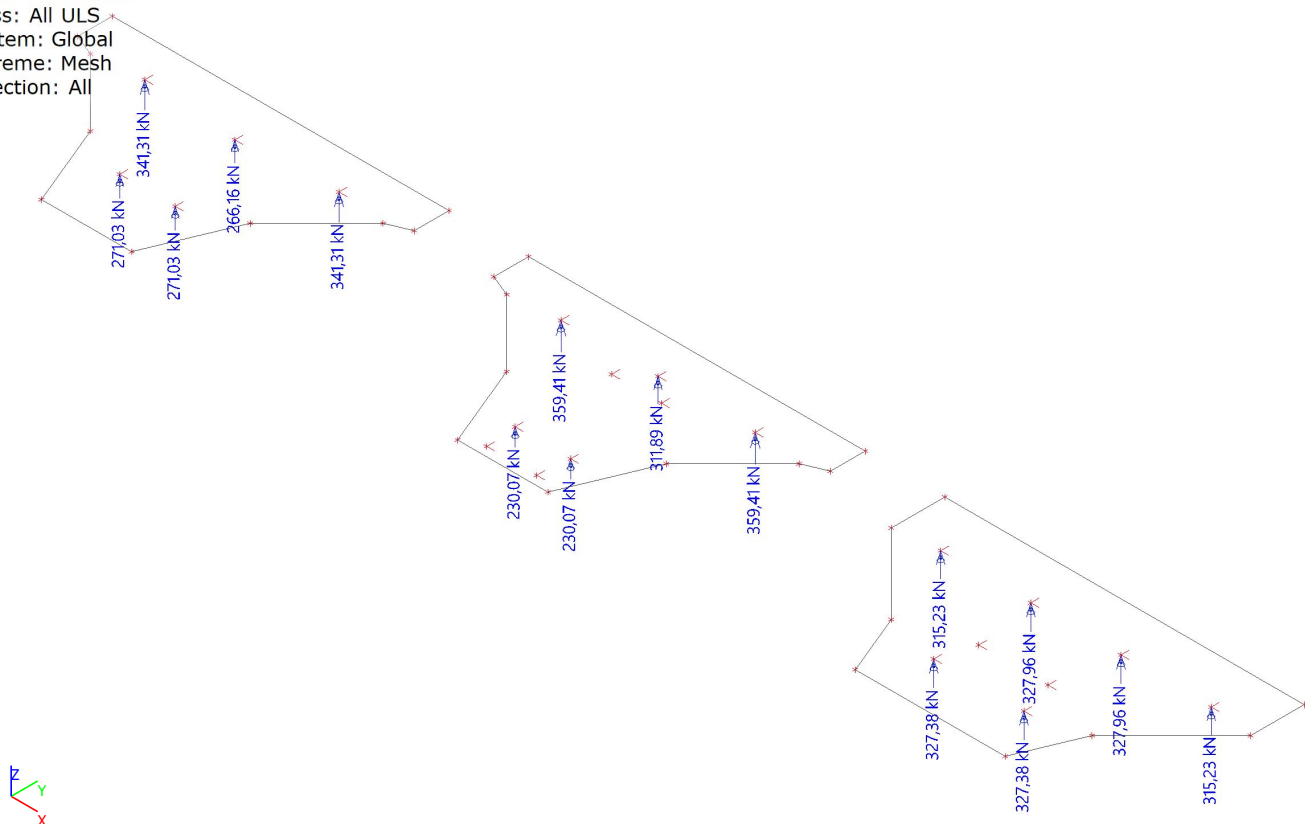 ss: All ULS
tem: Global
reme: Mesh
ection: All
341,31 kN
266,16 kN
271,03 kN
271,03 kN
341,31 kN
359,41 kN
311,89 kN
230,07 kN
230,07 kN
359,41 kN
315,23 kN
327,96 kN
327,38 kN
327,96 kN
327,38 kN
315,23 kN
Z
Y
X